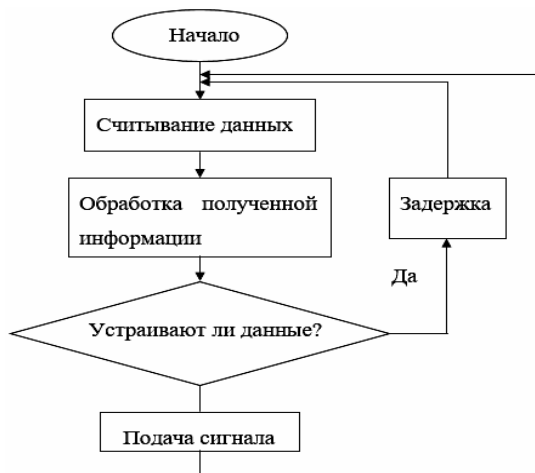 Начало
Считывание данных
Обработка полученной
информации
Задержка
Да
Устраивают ли данные?
Подача сигнала